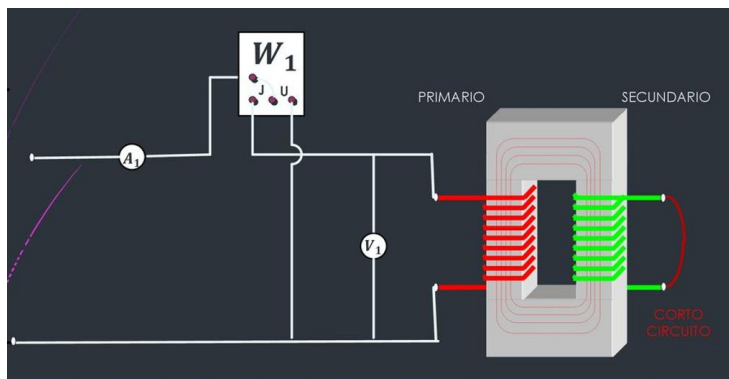 W₁
J U
PRIMARIO
SECUNDARIO
A₁
V₁
CORTO
CIRCUITO